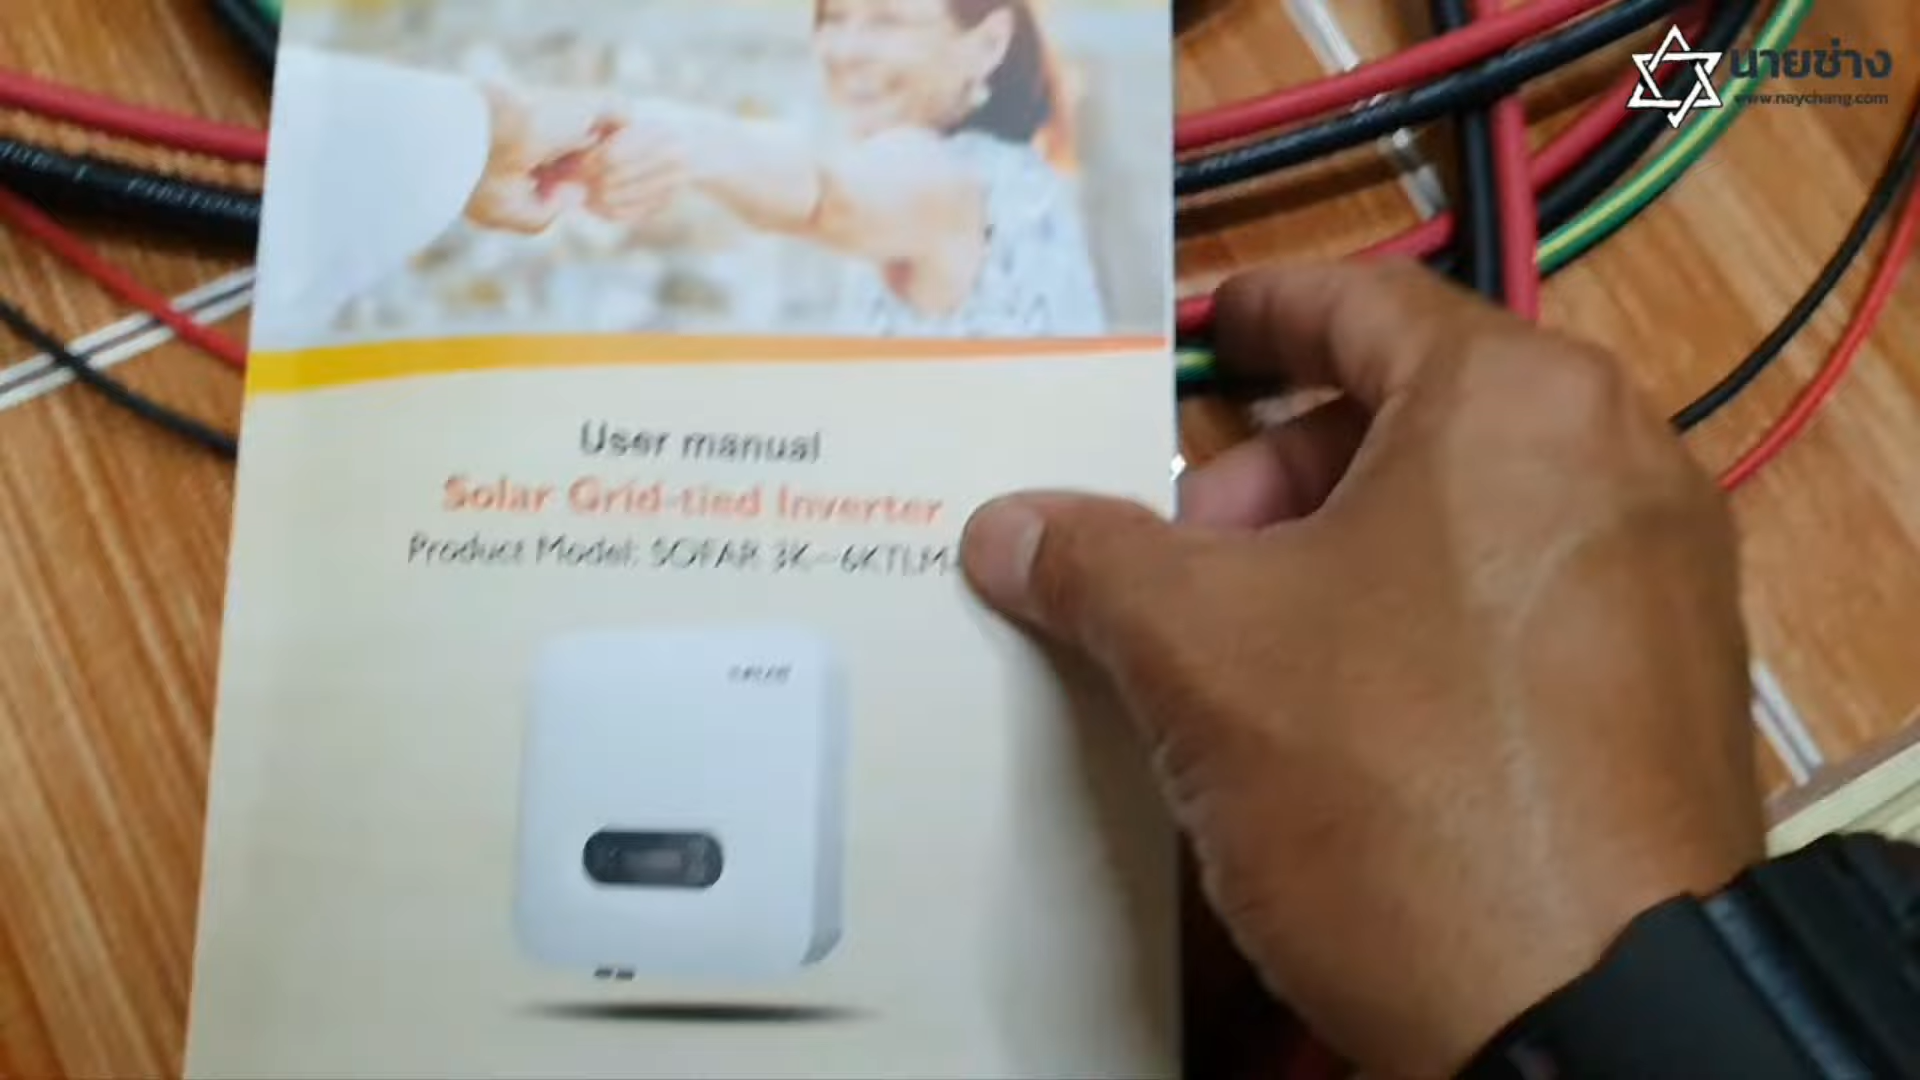 นายช่าง
www.naychang.com
User manual
Solar Grid-tied Inverter
Product Model: SOFAR 3K~6KTLM-